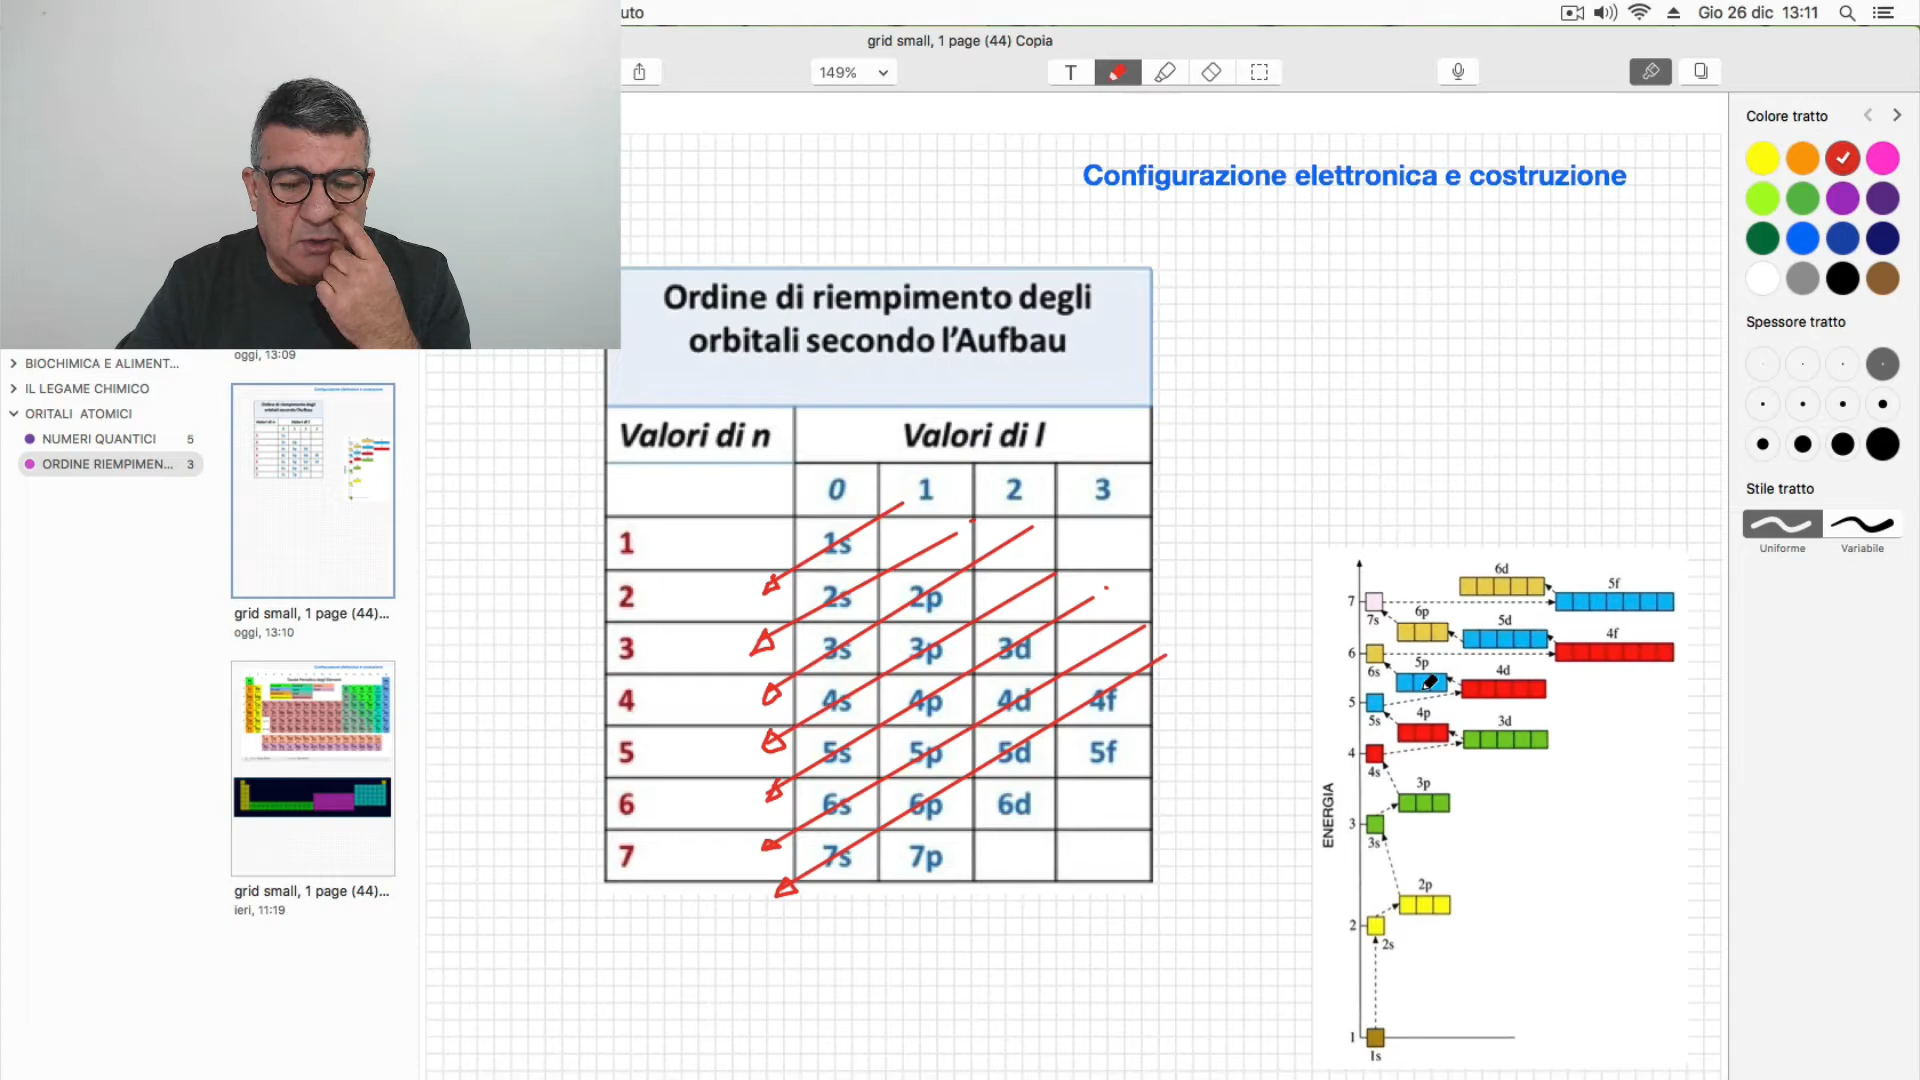 uto
Gio 26 dic 13:11
grid small, 1 page (44) Copia
149%
T
Colore tratto
Spessore tratto
Stile tratto
Uniforme
Variabile
oggi, 13:09
BIOCHIMICA E ALIMENT...
IL LEGAME CHIMICO
ORITALI ATOMICI
NUMERI QUANTICI 5
ORDINE RIEMPIMEN... 3
grid small, 1 page (44)...
oggi, 13:10
grid small, 1 page (44)...
ieri, 11:19
Configurazione elettronica e costruzione
Ordine di riempimento degli
orbitali secondo l'Aufbau
Valori di n Valori di l
0 1 2 3
1 1s
2 2s 2p
3 3s 3p 3d
4 4s 4p 4d 4f
5 5s 5p 5d 5f
6 6s 6p 6d
7 7s 7p
ENERGIA
6d
5f
7
7s
6p
5d
4f
6
6s
5p
4d
5
5s
4p
3d
4
4s
3p
3
3s
2p
2
2s
1
1s